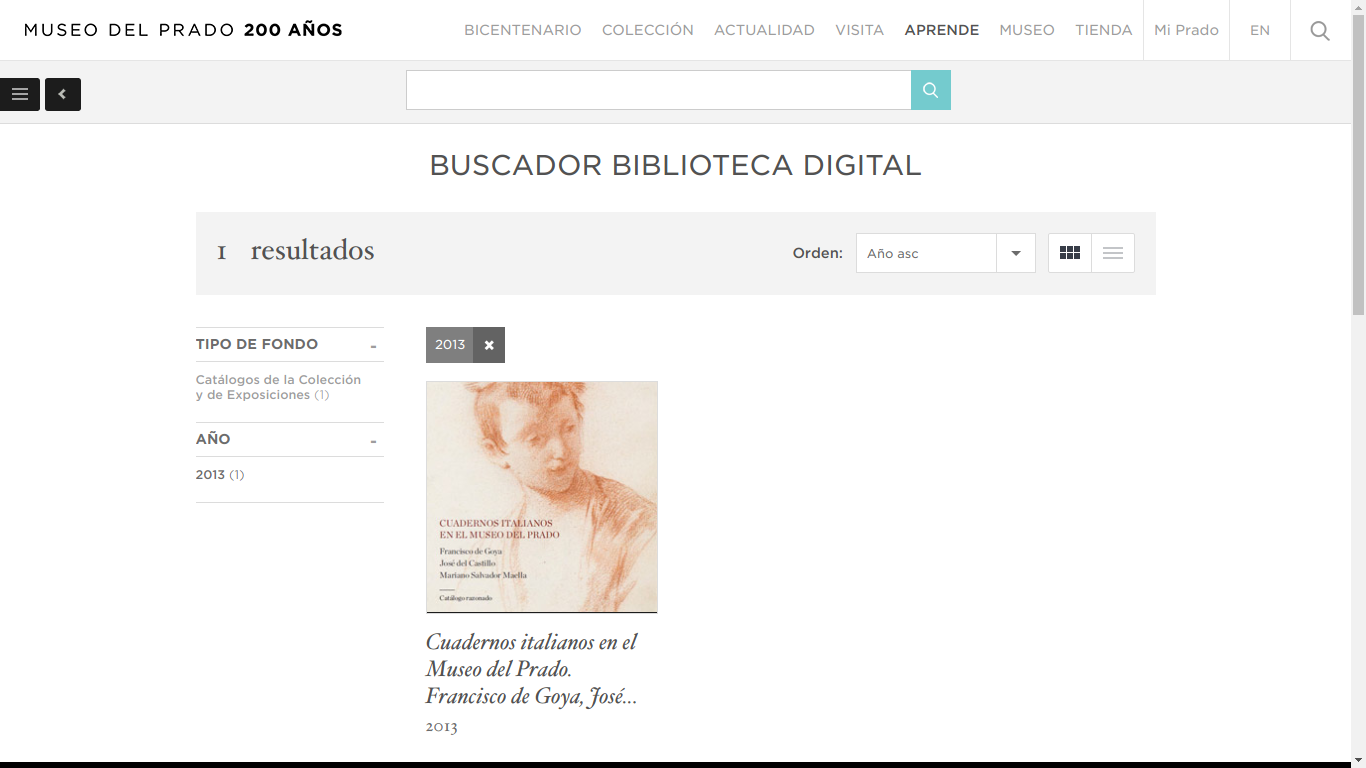 MUSEO DEL PRADO 200 AÑOS
BICENTENARIO COLECCIÓN ACTUALIDAD VISITA APRENDE MUSEO TIENDA Mi Prado EN
BUSCADOR BIBLIOTECA DIGITAL
1 resultados
Orden: Año asc
TIPO DE FONDO -
Catálogos de la Colección
y de Exposiciones (1)
AÑO -
2013 (1)
2013
CUADERNOS ITALIANOS
EN EL MUSEO DEL PRADO
Francisco de Goya
José del Castillo
Mariano Salvador Maella
Catálogo razonado
Cuadernos italianos en el
Museo del Prado.
Francisco de Goya, José...
2013